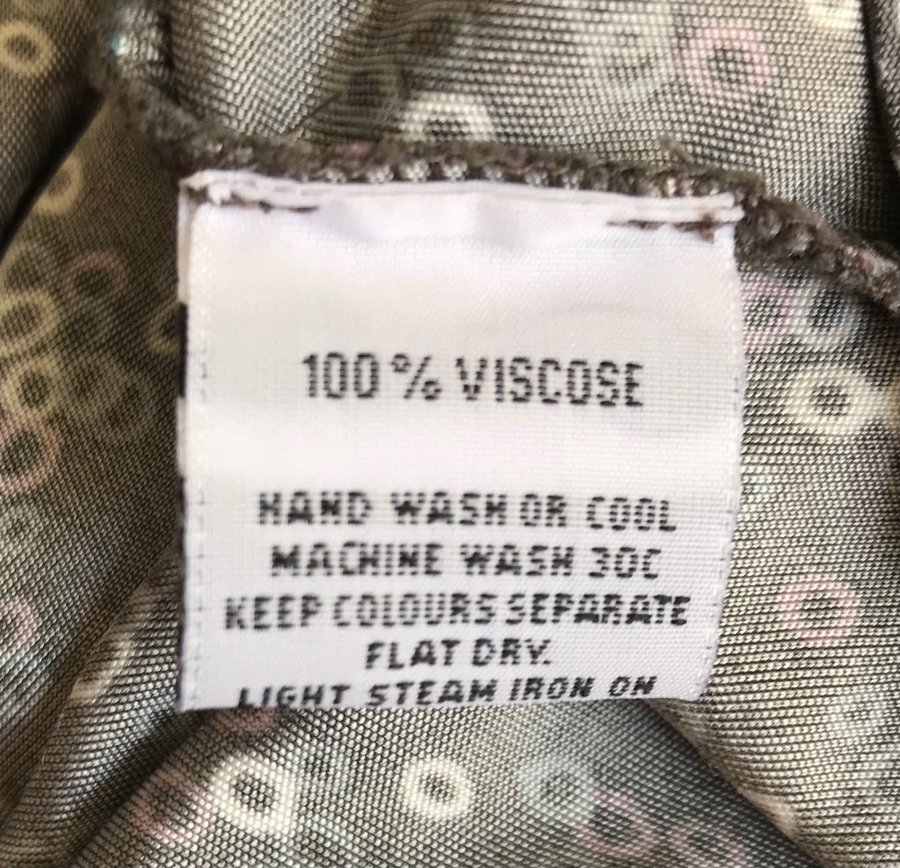 100% VISCOSE
HAND WASH OR COOL
MACHINE WASH 30C
KEEP COLOURS SEPARATE
FLAT DRY.
LIGHT STEAM IRON ON